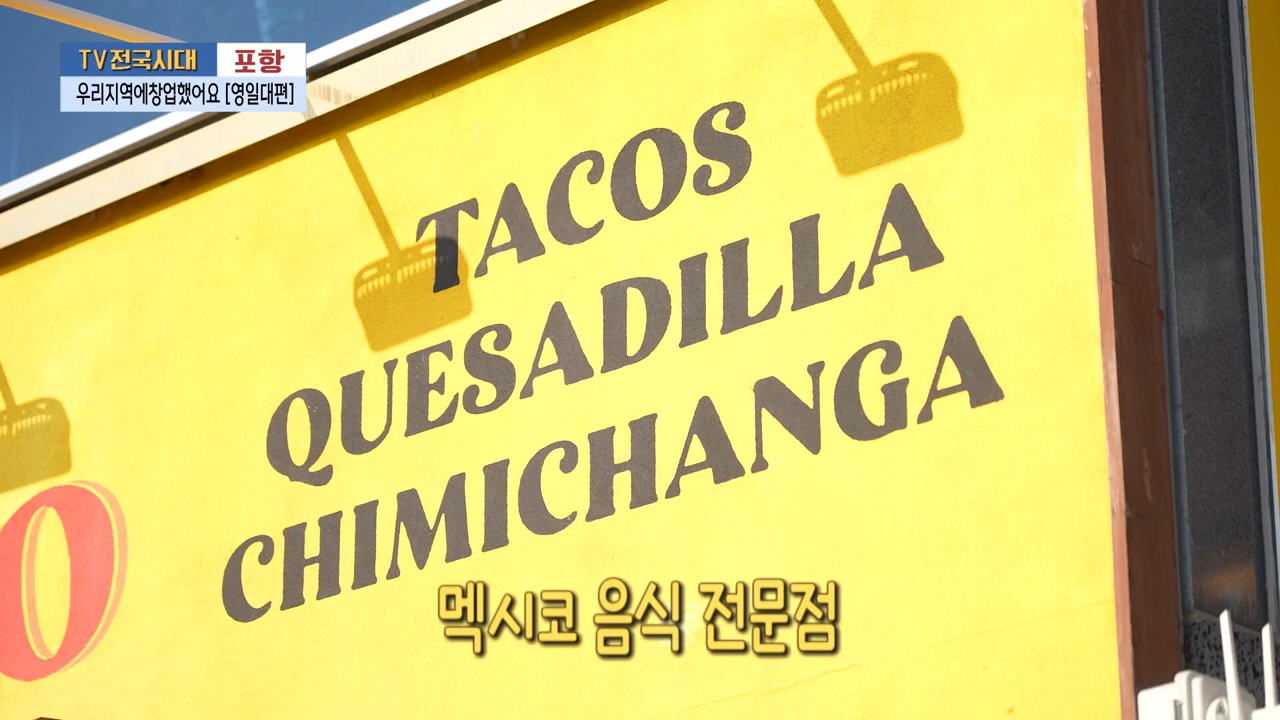 TV전국시대 포항
우리지역에창업했어요 [영일대편]
TACOS
QUESADILLA
CHIMICHANGA
O
멕시코 음식 전문점